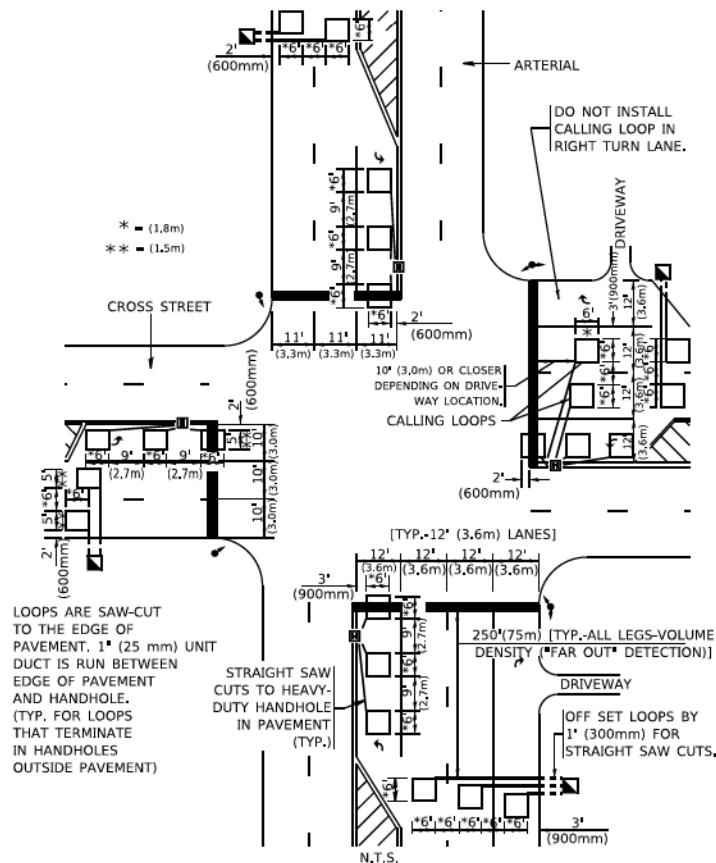 *6'
*6' *6' *6'
2'
(600mm)
ARTERIAL
DO NOT INSTALL
CALLING LOOP IN
RIGHT TURN LANE.
* = (1.8m)
** = (1.5m)
*6'
9'
(2.7m)
*6'
9'
(2.7m)
*6'
*6'
2'
(600mm)
11' 11' 11'
(3.3m) (3.3m) (3.3m)
CROSS STREET
DRIVEWAY
3'(900mm)
12'
(3.6m)
6'
*
12'
(3.6m)
*6'
*6'
*6'
12'
(3.6m)
*6'
*6'
*6'
12'
(3.6m)
10' (3.0m) OR CLOSER
DEPENDING ON DRIVE-
WAY LOCATION.
CALLING LOOPS
2'
(600mm)
2'
(600mm)
5'
**
10'
(3.0m)
10'
(3.0m)
10'
(3.0m)
*6' 9' *6' 9' *6'
(2.7m) (2.7m)
5'
**
*6'
*6'
5'
**
2'
(600mm)
[TYP.-12' (3.6m) LANES]
12' 12' 12' 12'
(3.6m) (3.6m) (3.6m) (3.6m)
3'
(900mm)
*6'
*6'
9'
(2.7m)
*6'
9'
(2.7m)
*6'
LOOPS ARE SAW-CUT
TO THE EDGE OF
PAVEMENT. 1" (25 mm) UNIT
DUCT IS RUN BETWEEN
EDGE OF PAVEMENT
AND HANDHOLE.
(TYP. FOR LOOPS
THAT TERMINATE
IN HANDHOLES
OUTSIDE PAVEMENT)
STRAIGHT SAW
CUTS TO HEAVY-
DUTY HANDHOLE
IN PAVEMENT
(TYP.)
250'(75m) [TYP.-ALL LEGS-VOLUME
DENSITY ("FAR OUT" DETECTION)]
DRIVEWAY
OFF SET LOOPS BY
1' (300mm) FOR
STRAIGHT SAW CUTS.
*6'
*6' *6' *6' *6' *6'
3'
(900mm)
N.T.S.